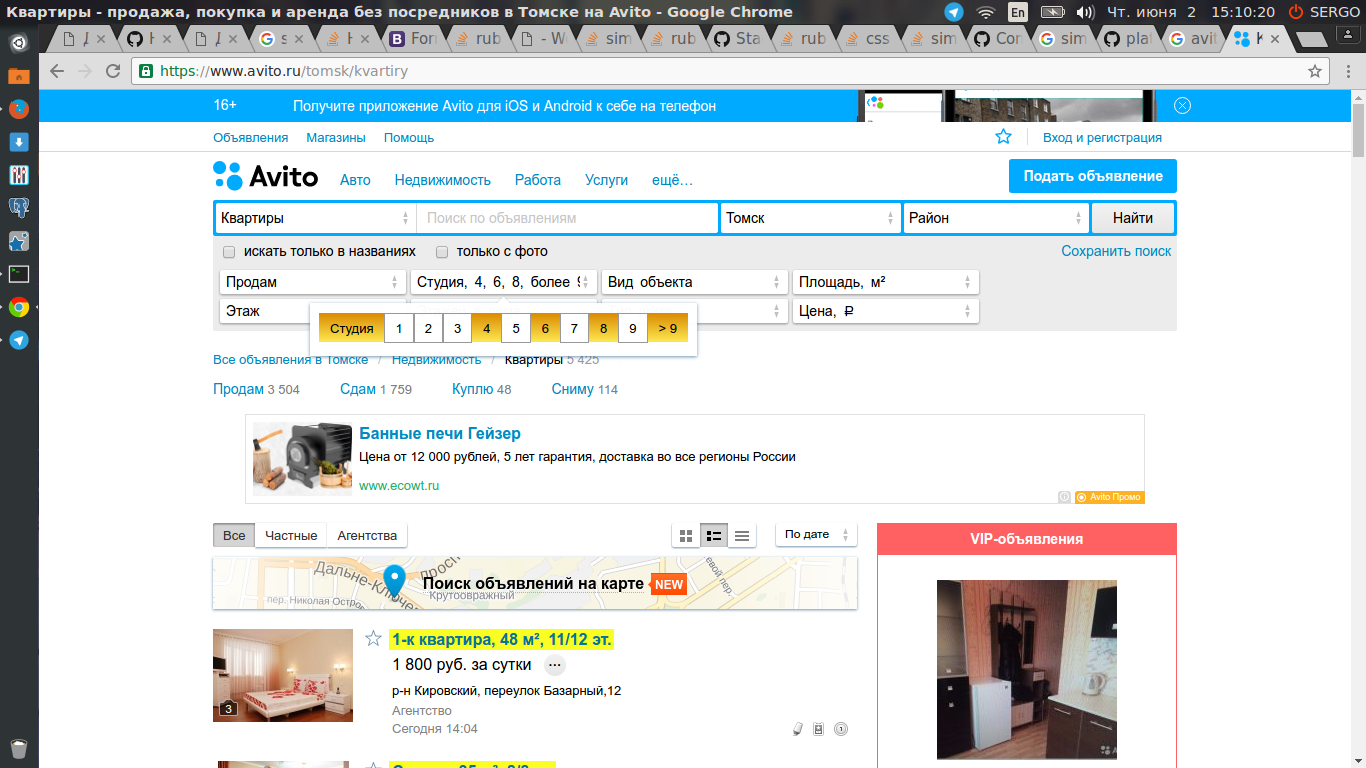 Квартиры - продажа, покупка и аренда без посредников в Томске на Avito - Google Chrome
En
Чт. июня 2 15:10:20
SERGO
https://www.avito.ru/tomsk/kvartiry
16+
Получите приложение Avito для iOS и Android к себе на телефон
Объявления Магазины Помощь
Вход и регистрация
Avito
Авто Недвижимость Работа Услуги ещё...
Подать объявление
Квартиры
Поиск по объявлениям
Томск
Район
Найти
искать только в названиях
только с фото
Сохранить поиск
Продам
Студия, 4, 6, 8, более 9
Вид объекта
Площадь, м²
Этаж
Цена, ₽
Студия 1 2 3 4 5 6 7 8 9 > 9
Все объявления в Томске / Недвижимость / Квартиры 5 425
Продам 3 504 Сдам 1 759 Куплю 48 Сниму 114
Банные печи Гейзер
Цена от 12 000 рублей, 5 лет гарантия, доставка во все регионы России
www.ecowt.ru
Avito Промо
Все Частные Агентства
По дате
VIP-объявления
Поиск объявлений на карте NEW
Крутоовражный
1-к квартира, 48 м², 11/12 эт.
1 800 руб. за сутки ...
р-н Кировский, переулок Базарный,12
Агентство
Сегодня 14:04
3